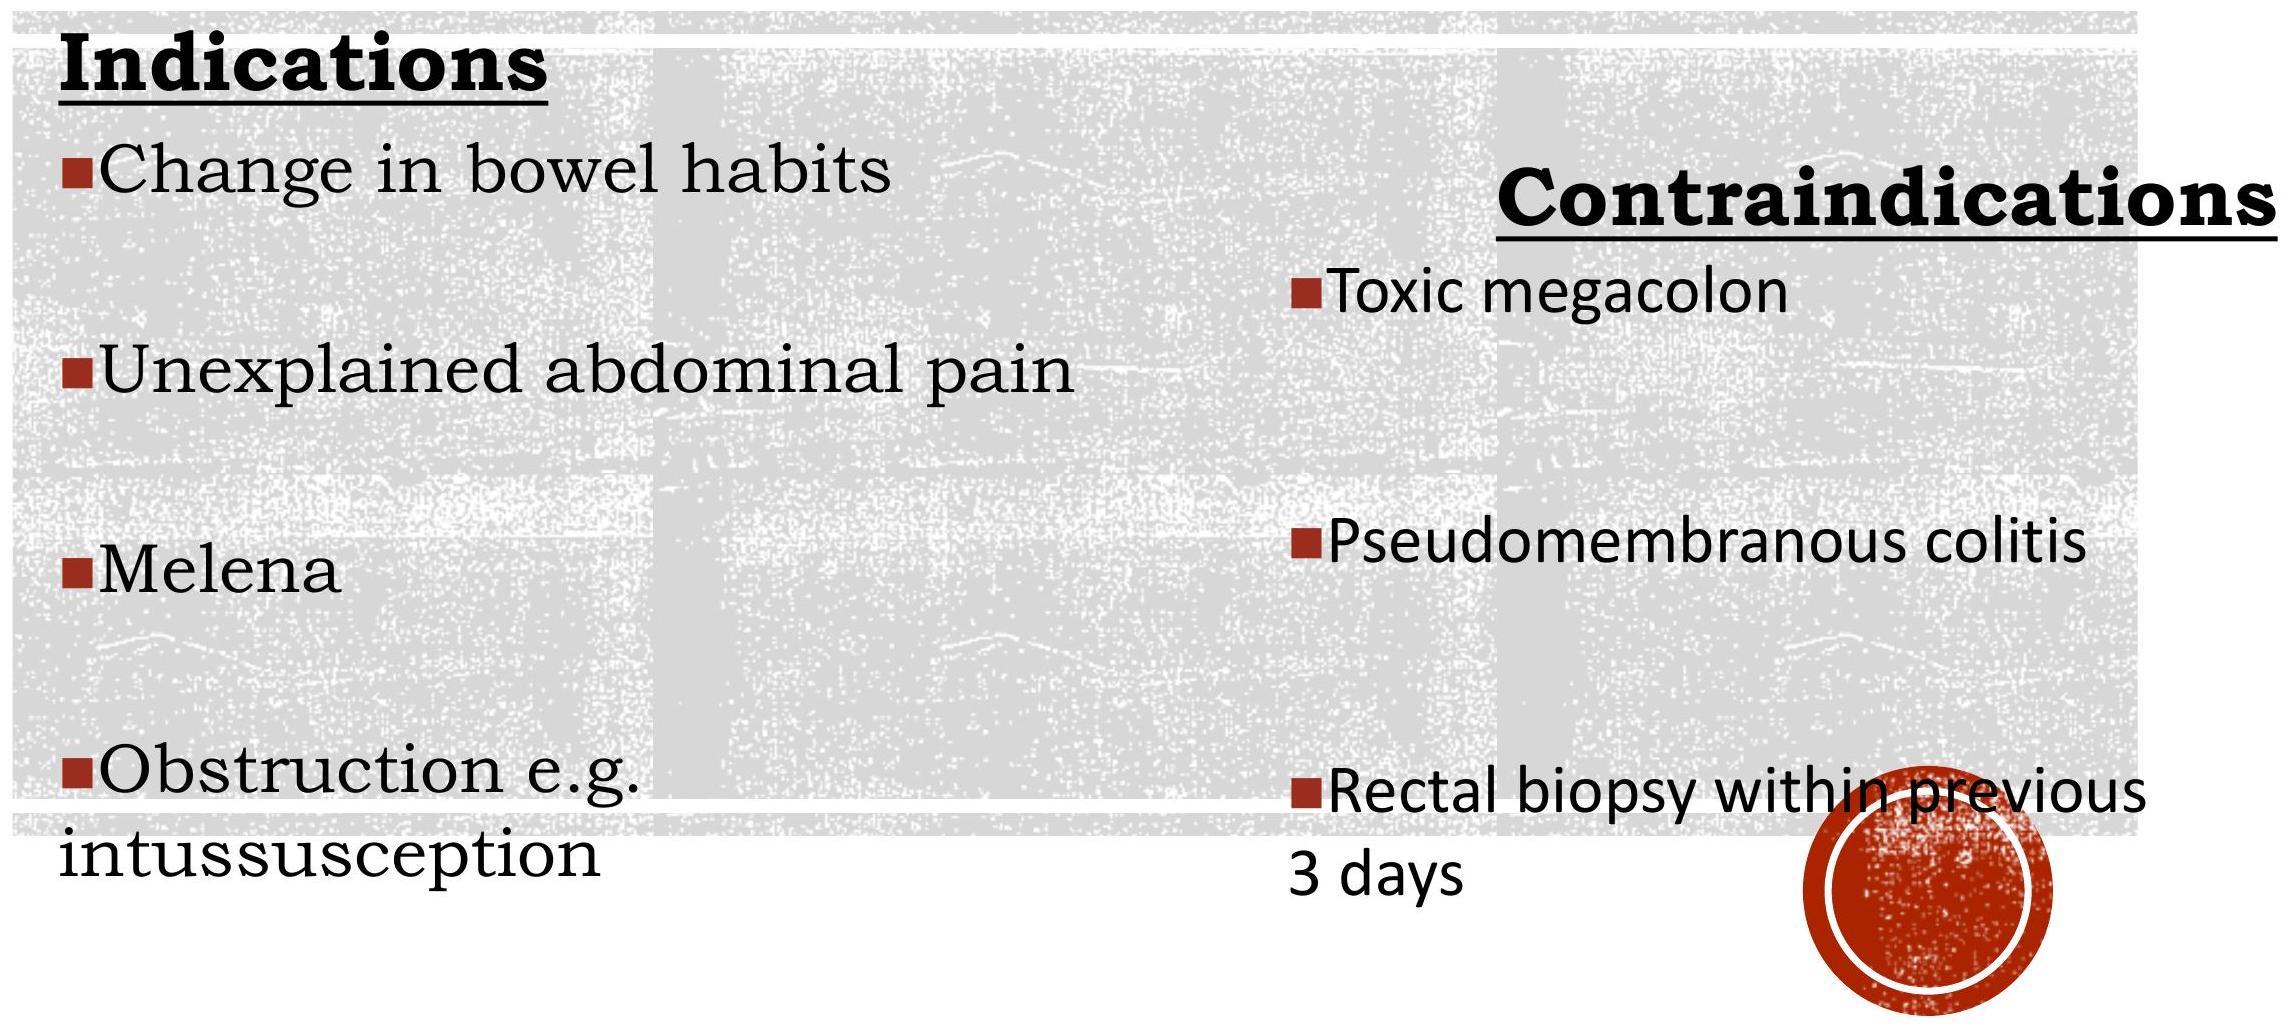 Indications
■Change in bowel habits
■Unexplained abdominal pain
■Melena
■Obstruction e.g.
intussusception
Contraindications
■Toxic megacolon
■Pseudomembranous colitis
■Rectal biopsy within previous
3 days